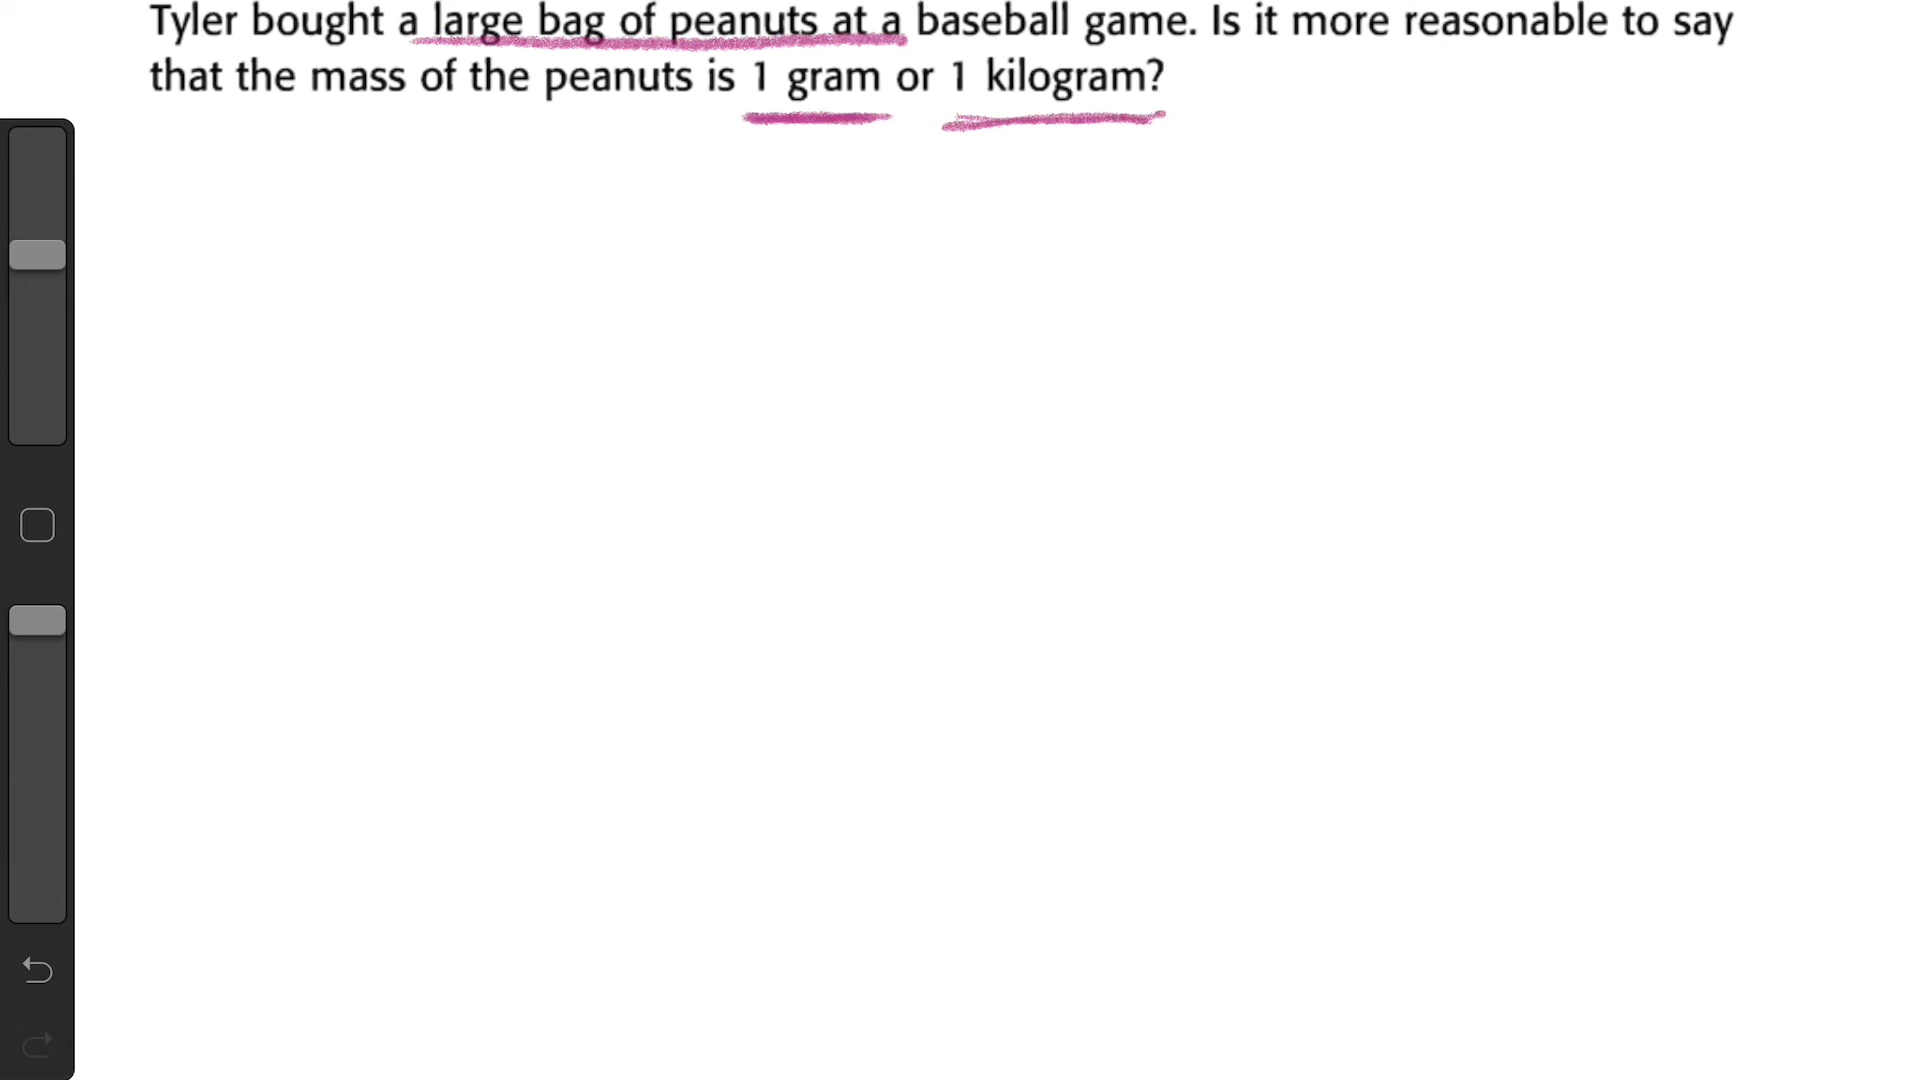 Tyler bought a large bag of peanuts at a baseball game. Is it more reasonable to say
that the mass of the peanuts is 1 gram or 1 kilogram?